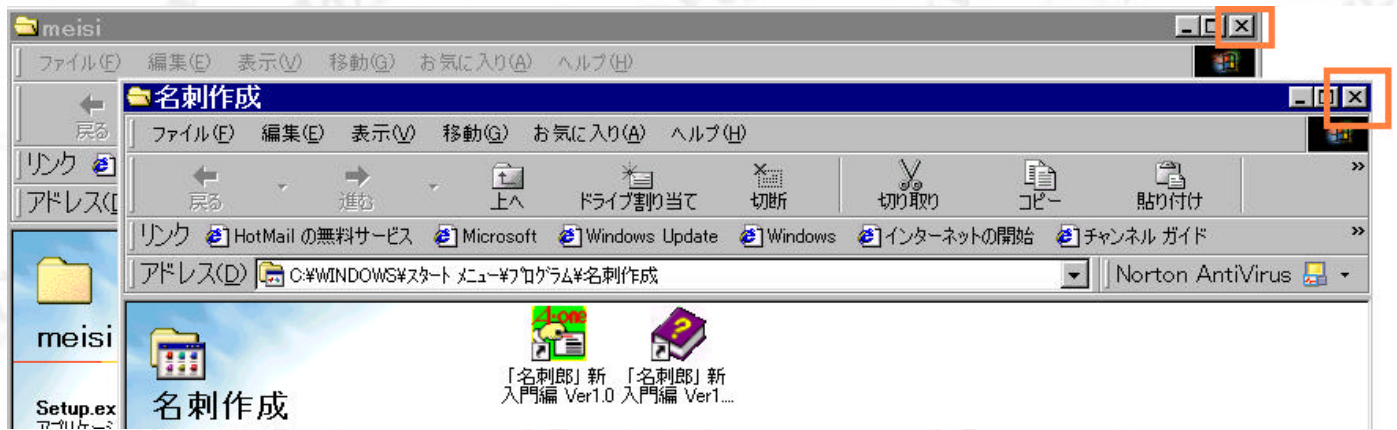 meisi
ファイル(F) 編集(E) 表示(V) 移動(G) お気に入り(A) ヘルプ(H)
戻る
リンク
アドレス(D
meisi
Setup.ex
名刺作成
ファイル(F) 編集(E) 表示(V) 移動(G) お気に入り(A) ヘルプ(H)
戻る 進む 上へ ドライブ割り当て 切断 切り取り コピー 貼り付け »
リンク HotMail の無料サービス Microsoft Windows Update Windows インターネットの開始 チャンネル ガイド »
アドレス(D) C:¥WINDOWS¥スタート メニュー¥プログラム¥名刺作成 Norton AntiVirus
A-one
名刺作成
「名刺郎」新
入門編 Ver1.0
「名刺郎」新
入門編 Ver1...